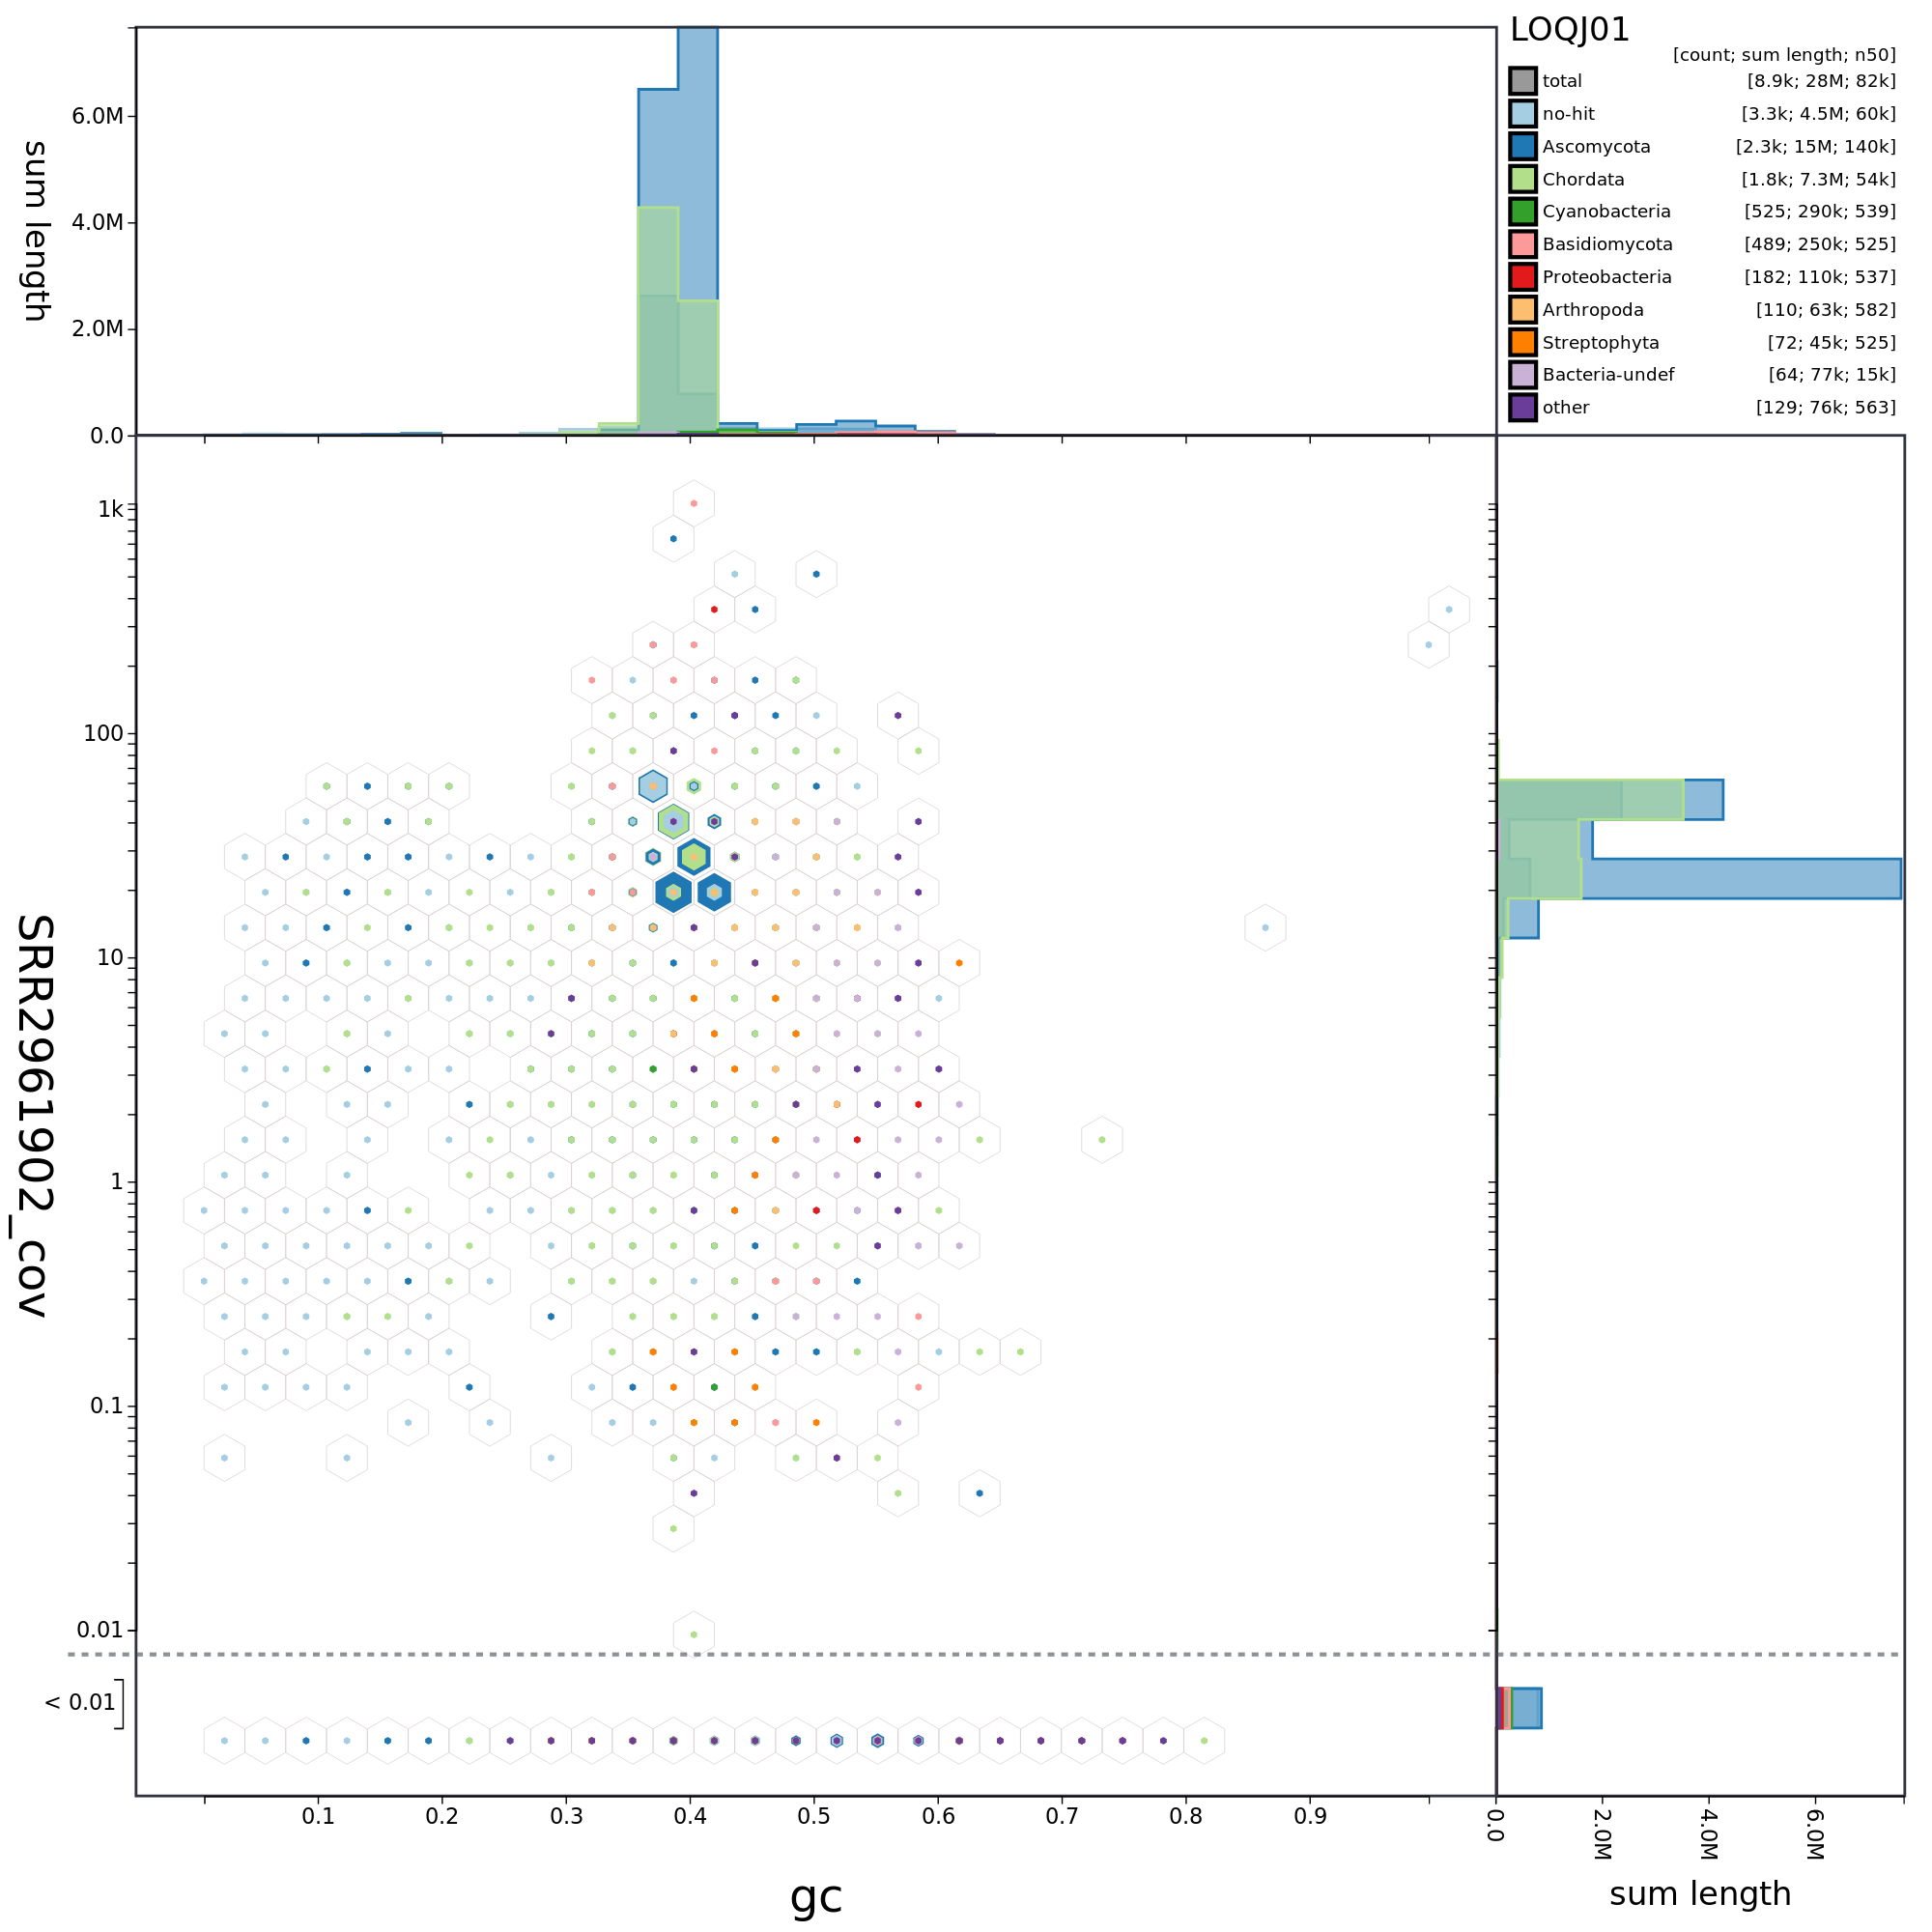 LOQJ01
[count; sum length; n50]
total [8.9k; 28M; 82k]
no-hit [3.3k; 4.5M; 60k]
Ascomycota [2.3k; 15M; 140k]
Chordata [1.8k; 7.3M; 54k]
Cyanobacteria [525; 290k; 539]
Basidiomycota [489; 250k; 525]
Proteobacteria [182; 110k; 537]
Arthropoda [110; 63k; 582]
Streptophyta [72; 45k; 525]
Bacteria-undef [64; 77k; 15k]
other [129; 76k; 563]
sum length
6.0M
4.0M
2.0M
0.0
SRR2961902_cov
1k
100
10
1
0.1
0.01
< 0.01
0.1 0.2 0.3 0.4 0.5 0.6 0.7 0.8 0.9
gc
0.0 2.0M 4.0M 6.0M
sum length